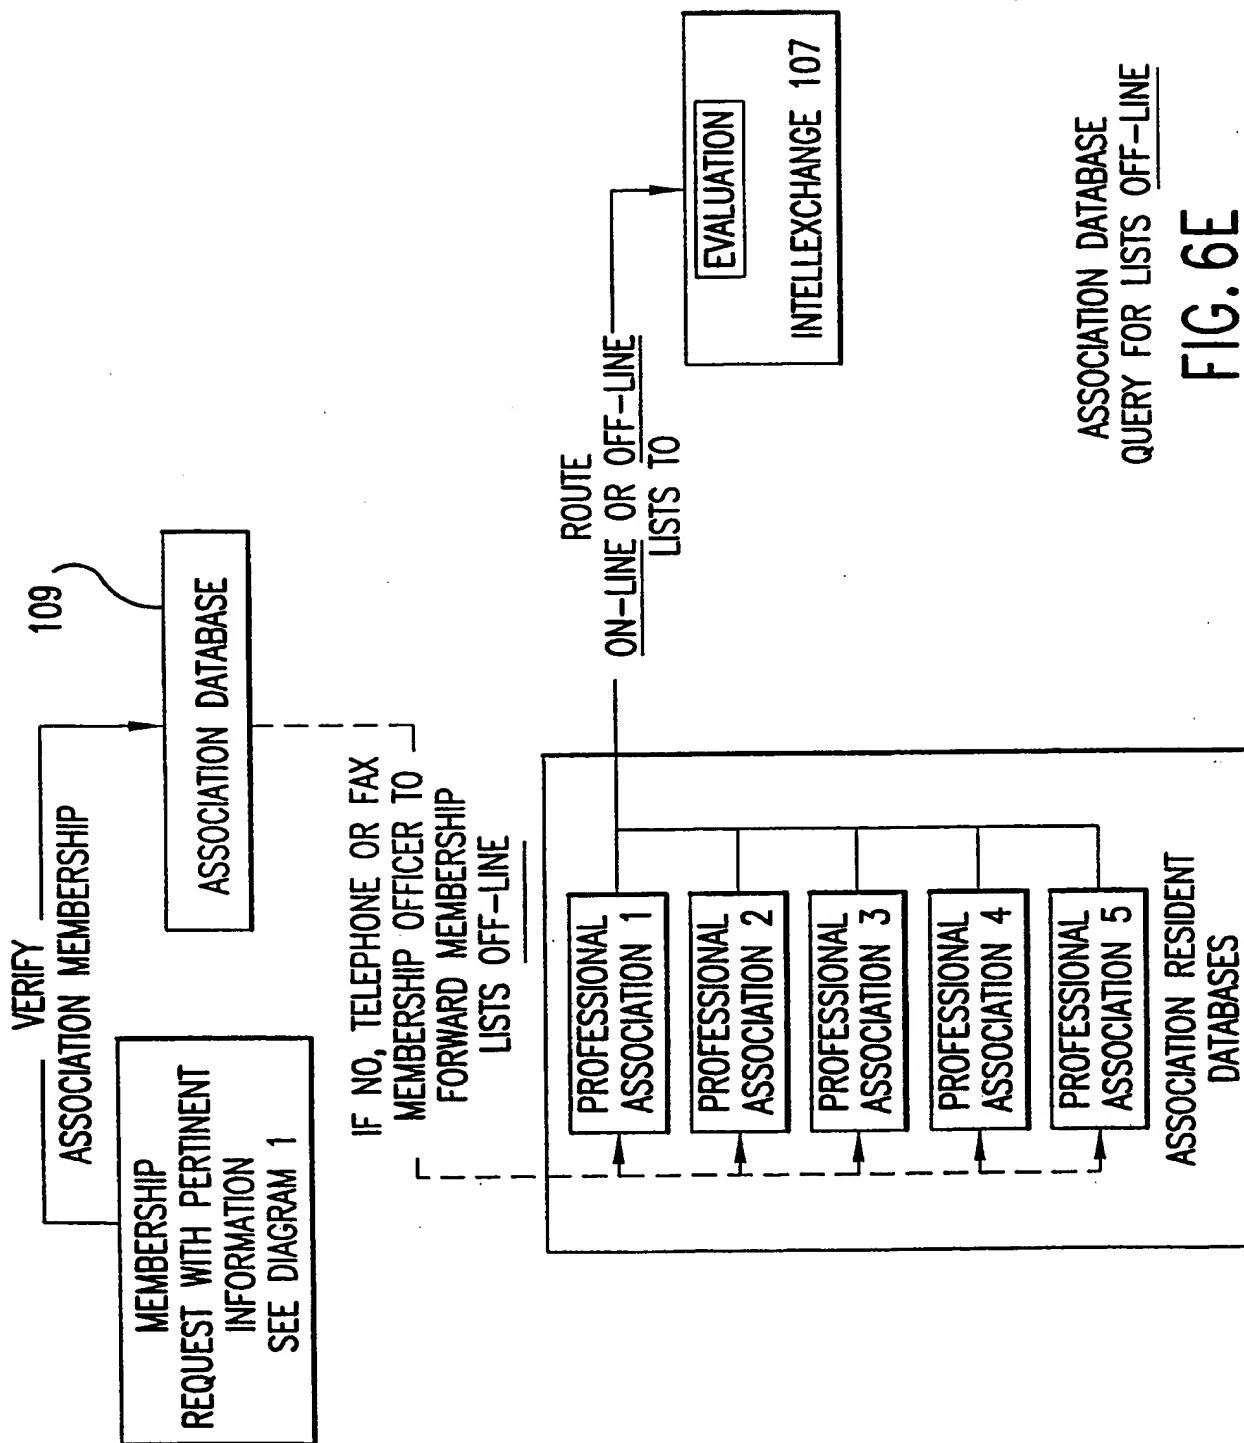 VERIFY
ASSOCIATION MEMBERSHIP
MEMBERSHIP
REQUEST WITH PERTINENT
INFORMATION
SEE DIAGRAM 1
109
ASSOCIATION DATABASE
IF NO, TELEPHONE OR FAX
MEMBERSHIP OFFICER TO
FORWARD MEMBERSHIP
LISTS OFF-LINE
PROFESSIONAL
ASSOCIATION 1
PROFESSIONAL
ASSOCIATION 2
PROFESSIONAL
ASSOCIATION 3
PROFESSIONAL
ASSOCIATION 4
PROFESSIONAL
ASSOCIATION 5
ASSOCIATION RESIDENT
DATABASES
ROUTE
ON-LINE OR OFF-LINE
LISTS TO
EVALUATION
INTELLEXCHANGE 107
ASSOCIATION DATABASE
QUERY FOR LISTS OFF-LINE
FIG. 6E